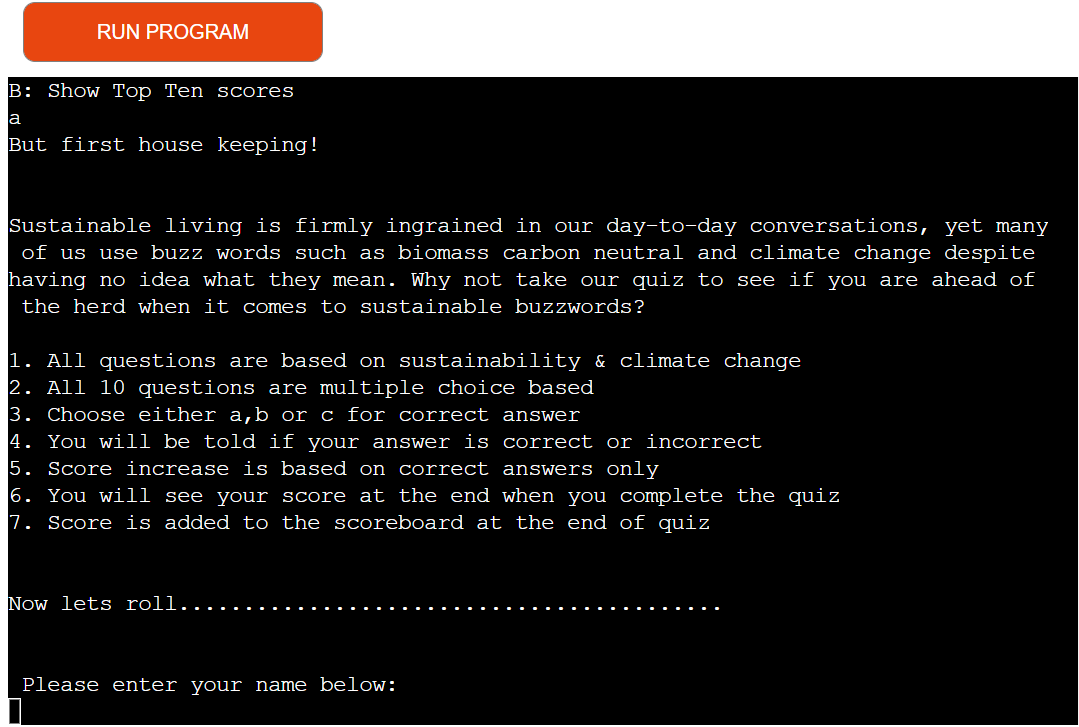 RUN PROGRAM
B: Show Top Ten scores
a
But first house keeping!
Sustainable living is firmly ingrained in our day-to-day conversations, yet many
of us use buzz words such as biomass carbon neutral and climate change despite
having no idea what they mean. Why not take our quiz to see if you are ahead of
the herd when it comes to sustainable buzzwords?
1. All questions are based on sustainability & climate change
2. All 10 questions are multiple choice based
3. Choose either a,b or c for correct answer
4. You will be told if your answer is correct or incorrect
5. Score increase is based on correct answers only
6. You will see your score at the end when you complete the quiz
7. Score is added to the scoreboard at the end of quiz
Now lets roll..........................................
Please enter your name below: